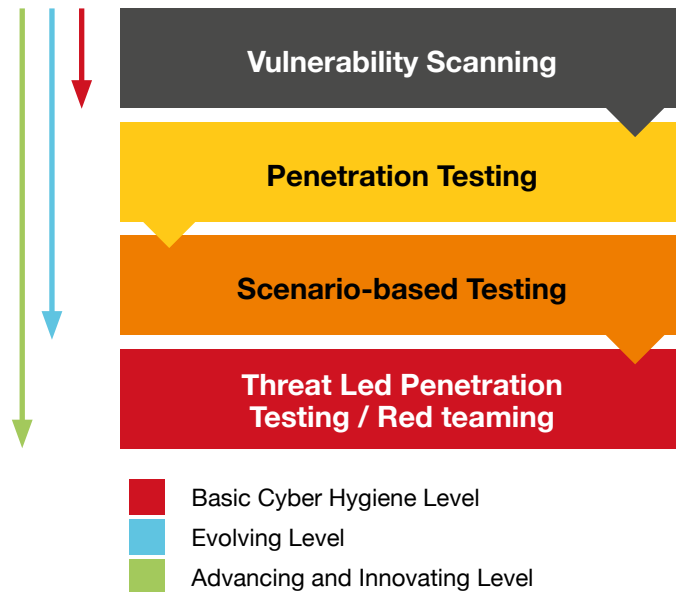 Vulnerability Scanning
Penetration Testing
Scenario-based Testing
Threat Led Penetration
Testing / Red teaming
Basic Cyber Hygiene Level
Evolving Level
Advancing and Innovating Level